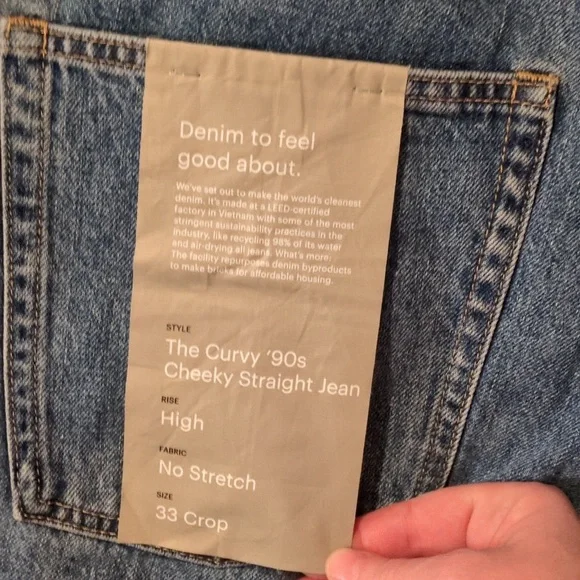 Denim to feel
good about.
We've set out to make the world's cleanest
denim. It's made at a LEED-certified
factory in Vietnam with some of the most
stringent sustainability practices in the
industry, like recycling 98% of its water
and air-drying all jeans. What's more:
The facility repurposes denim byproducts
to make bricks for affordable housing.
STYLE
The Curvy '90s
Cheeky Straight Jean
RISE
High
FABRIC
No Stretch
SIZE
33 Crop